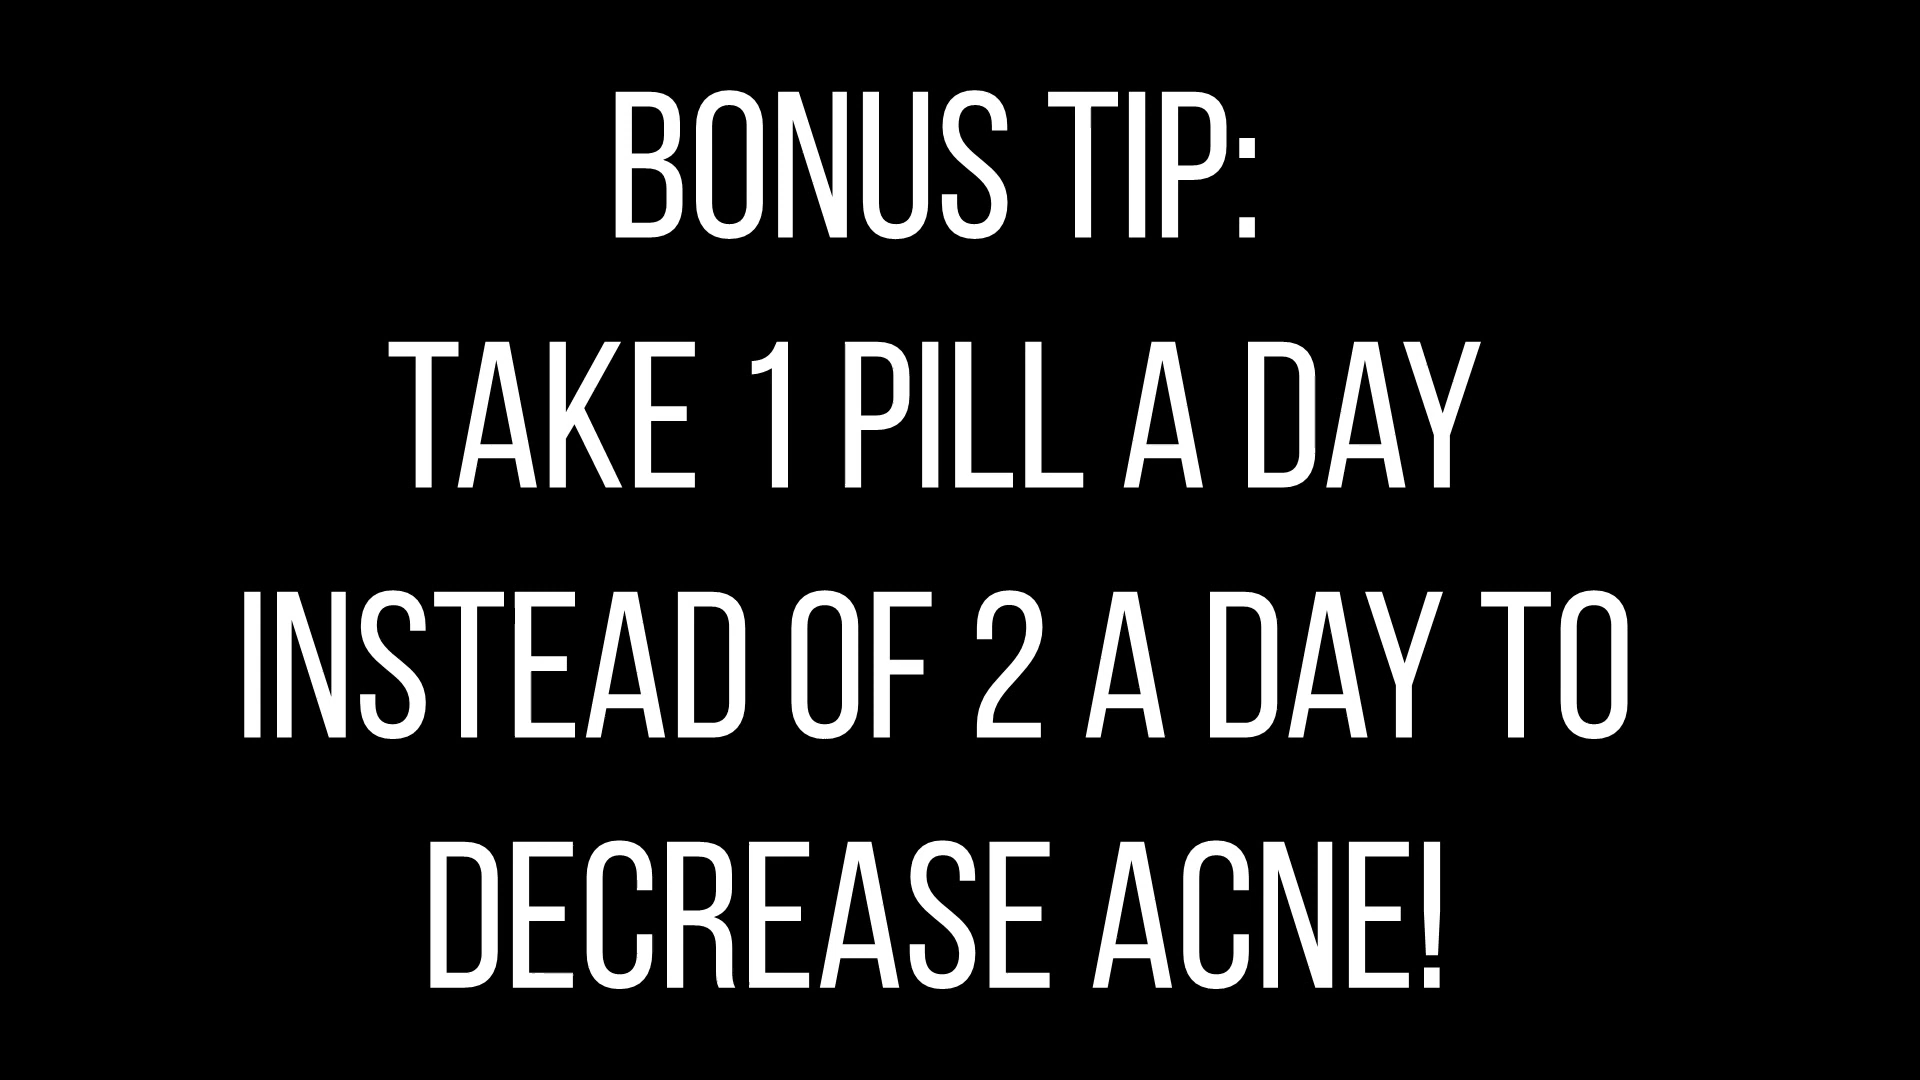 BONUS TIP:
TAKE 1 PILL A DAY
INSTEAD OF 2 A DAY TO
DECREASE ACNE!